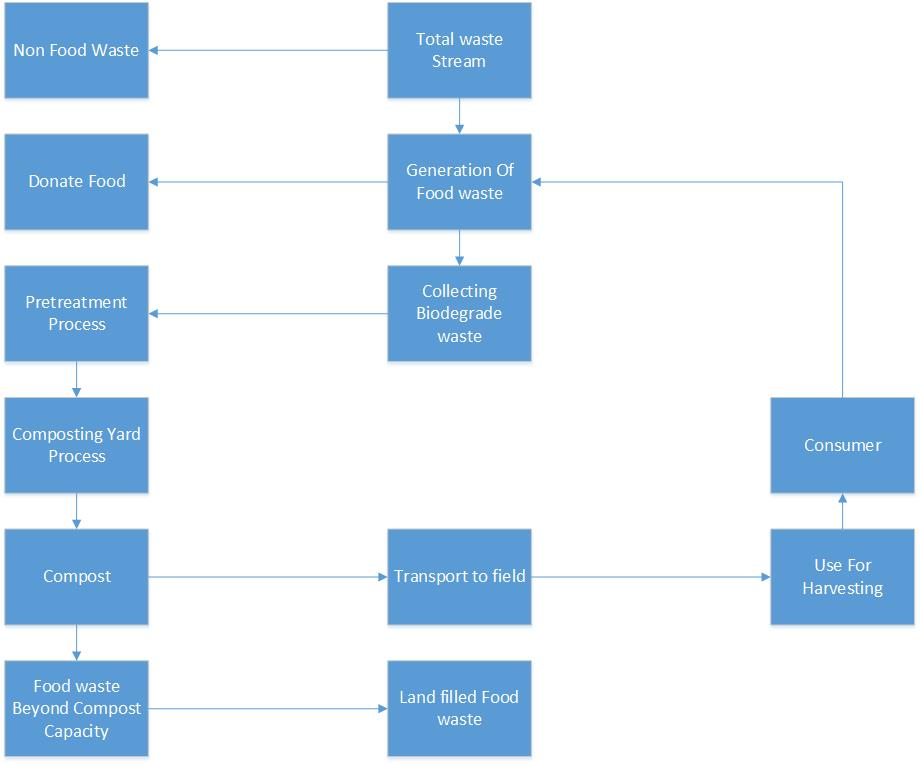 Non Food Waste
Total waste
Stream
Donate Food
Generation Of
Food waste
Pretreatment
Process
Collecting
Biodegrade
waste
Composting Yard
Process
Consumer
Compost
Transport to field
Use For
Harvesting
Food waste
Beyond Compost
Capacity
Land filled Food
waste